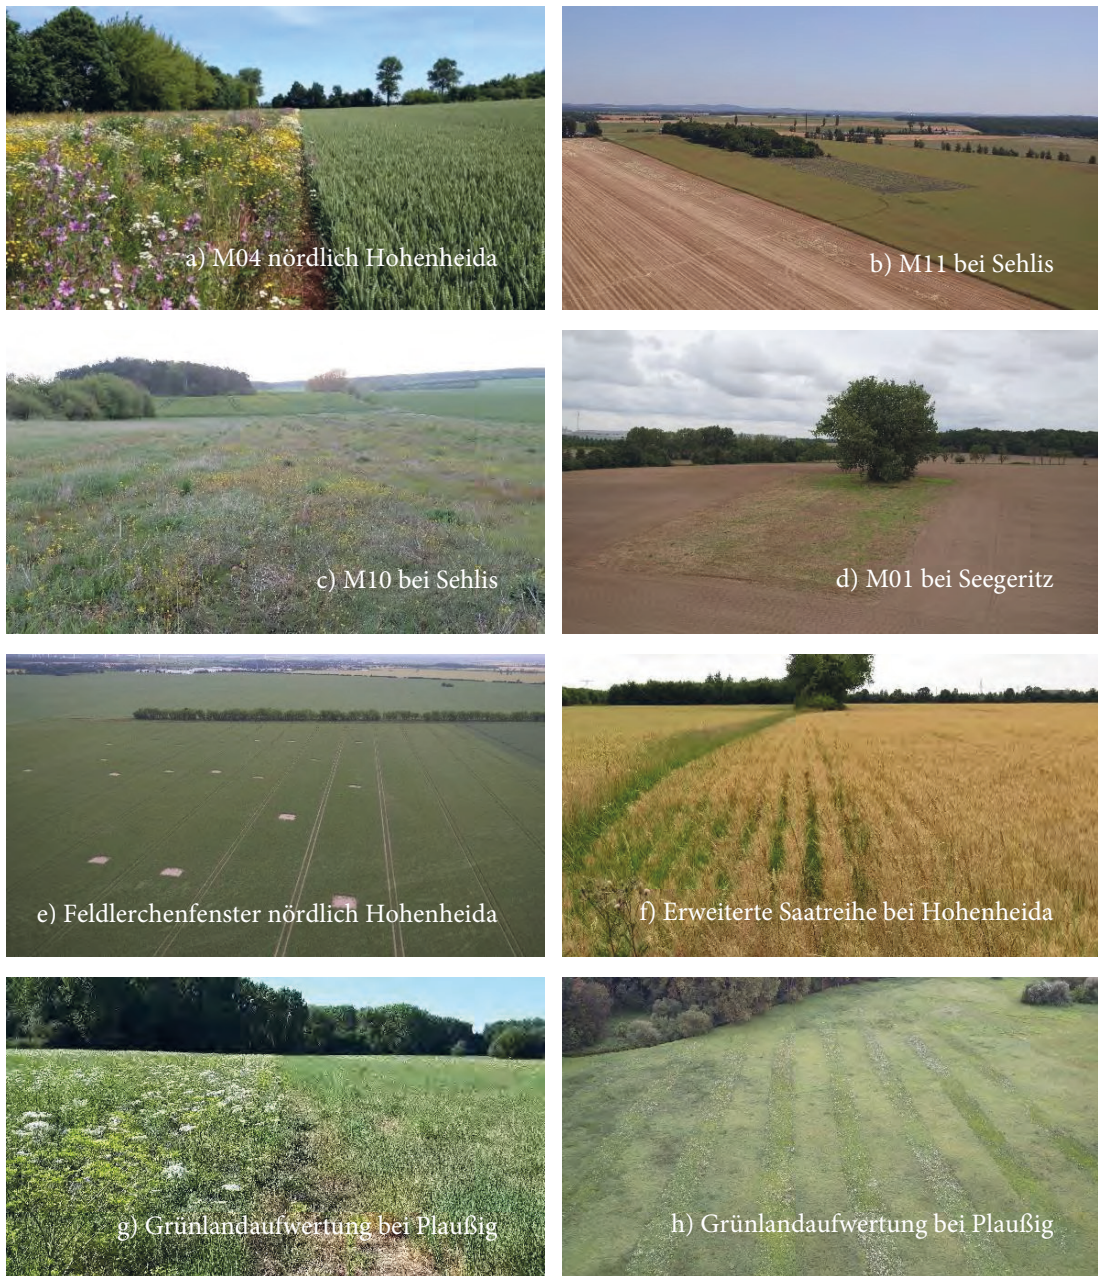 a) M04 nördlich Hohenheida
b) M11 bei Sehlis
c) M10 bei Sehlis
d) M01 bei Seegeritz
e) Feldlerchenfenster nördlich Hohenheida
f) Erweiterte Saatreihe bei Hohenheida
g) Grünlandaufwertung bei Plaußig
h) Grünlandaufwertung bei Plaußig